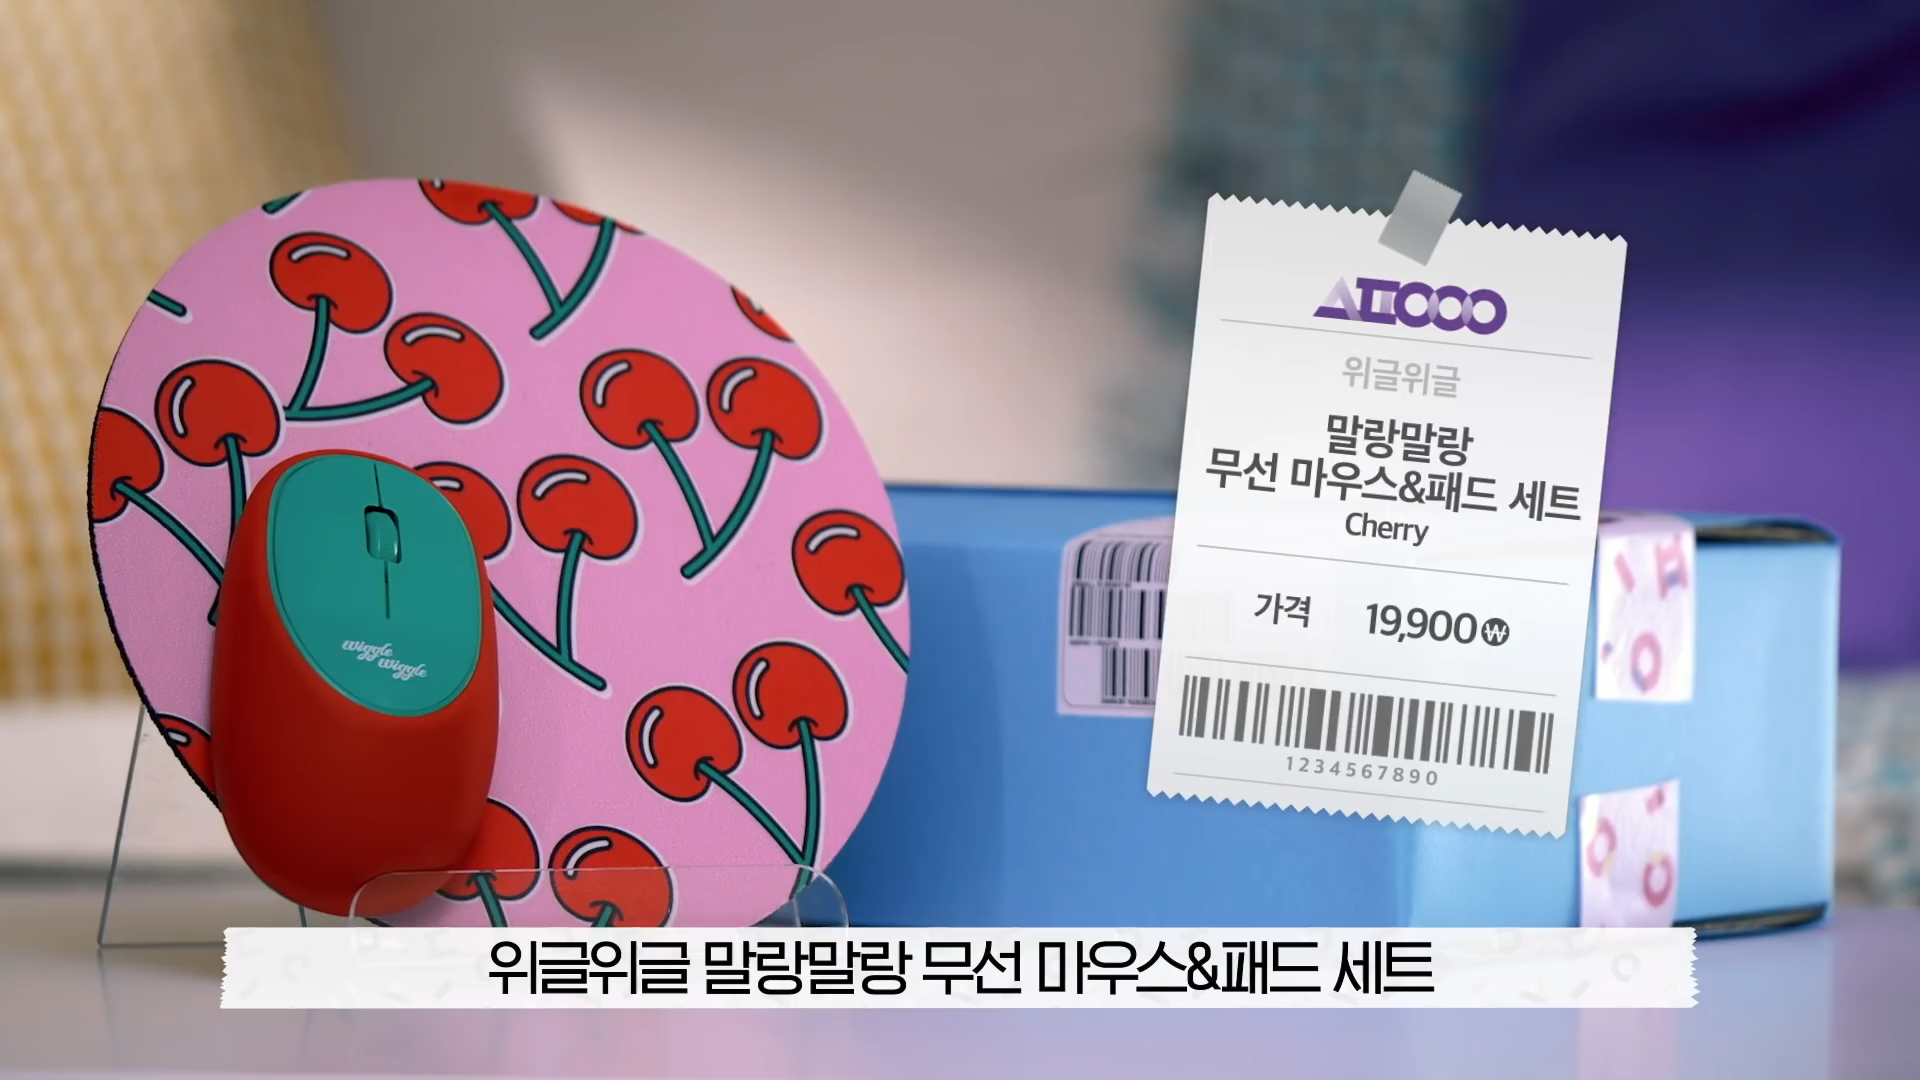 wiggle
wiggle
위글위글
말랑말랑
무선 마우스&패드 세트
Cherry
가격 19,900₩
1234567890
위글위글 말랑말랑 무선 마우스&패드 세트